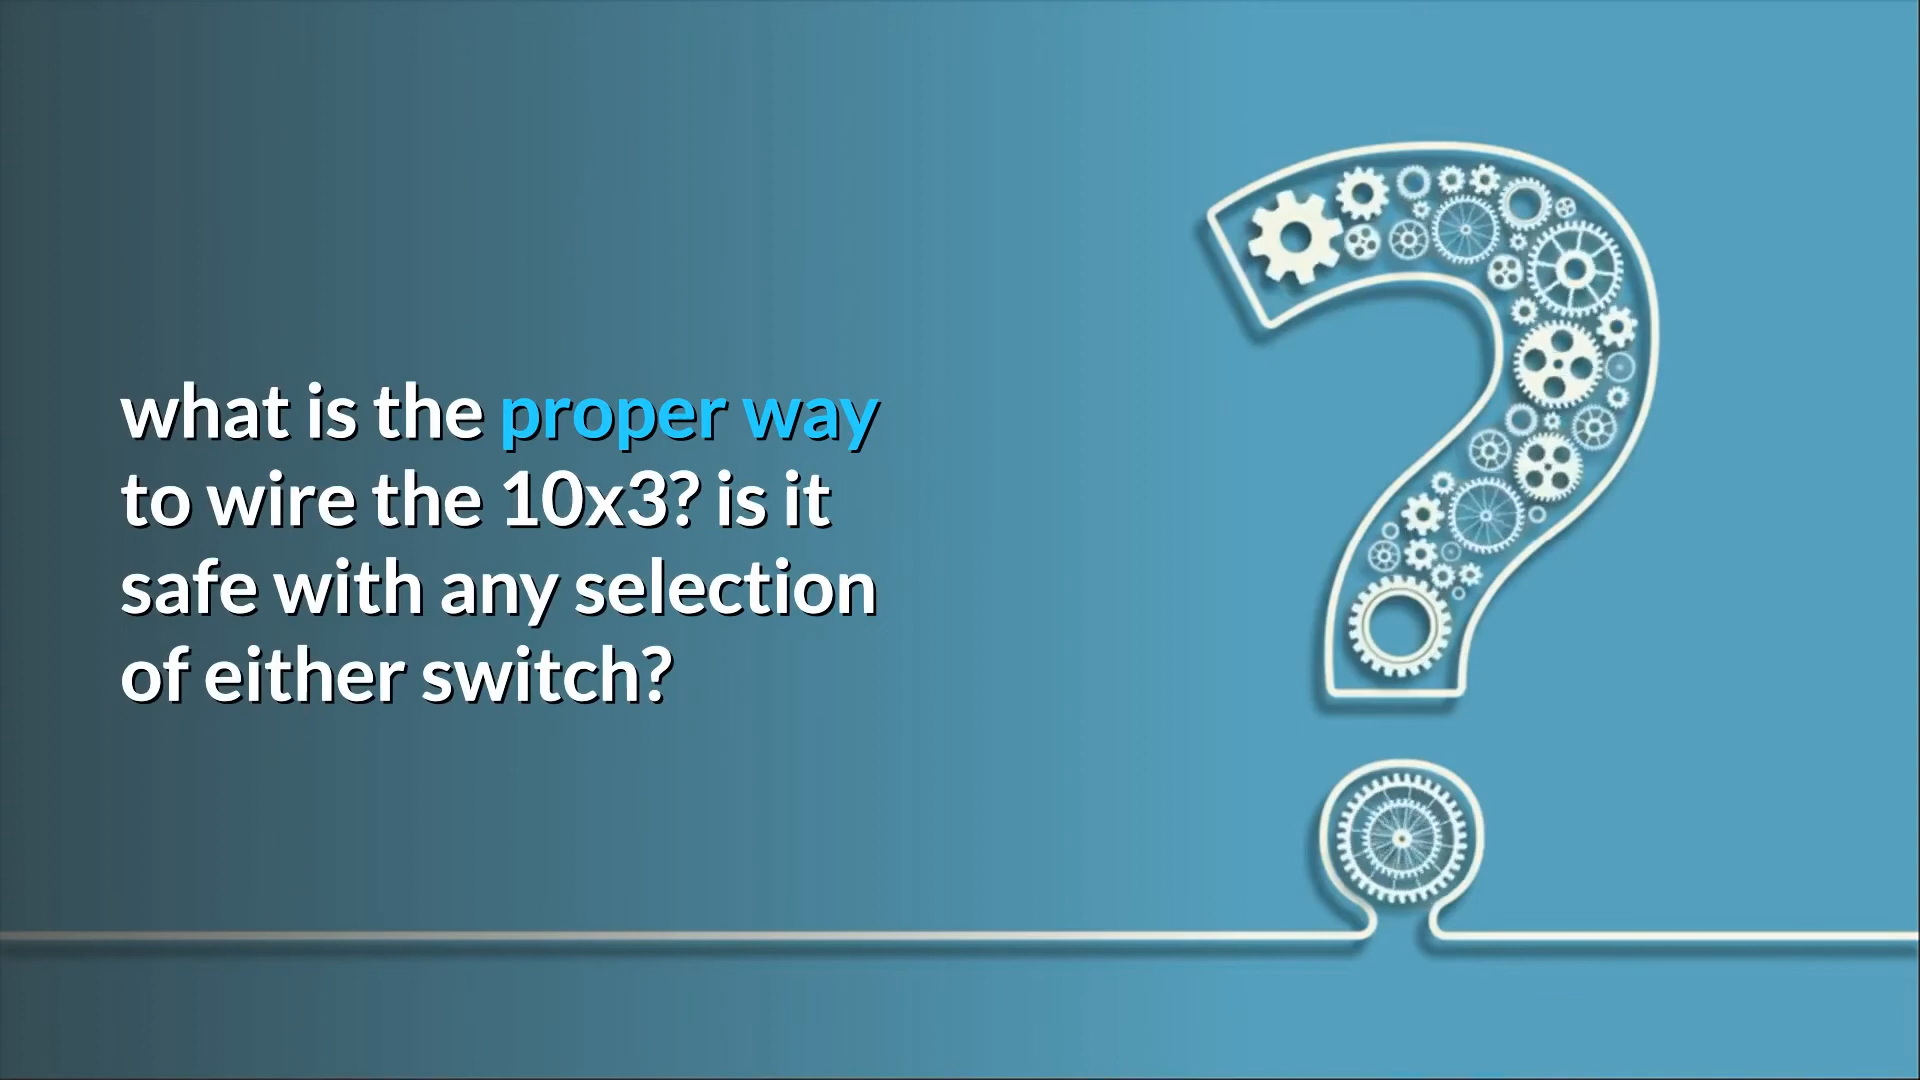 what is the proper way
to wire the 10x3? is it
safe with any selection
of either switch?